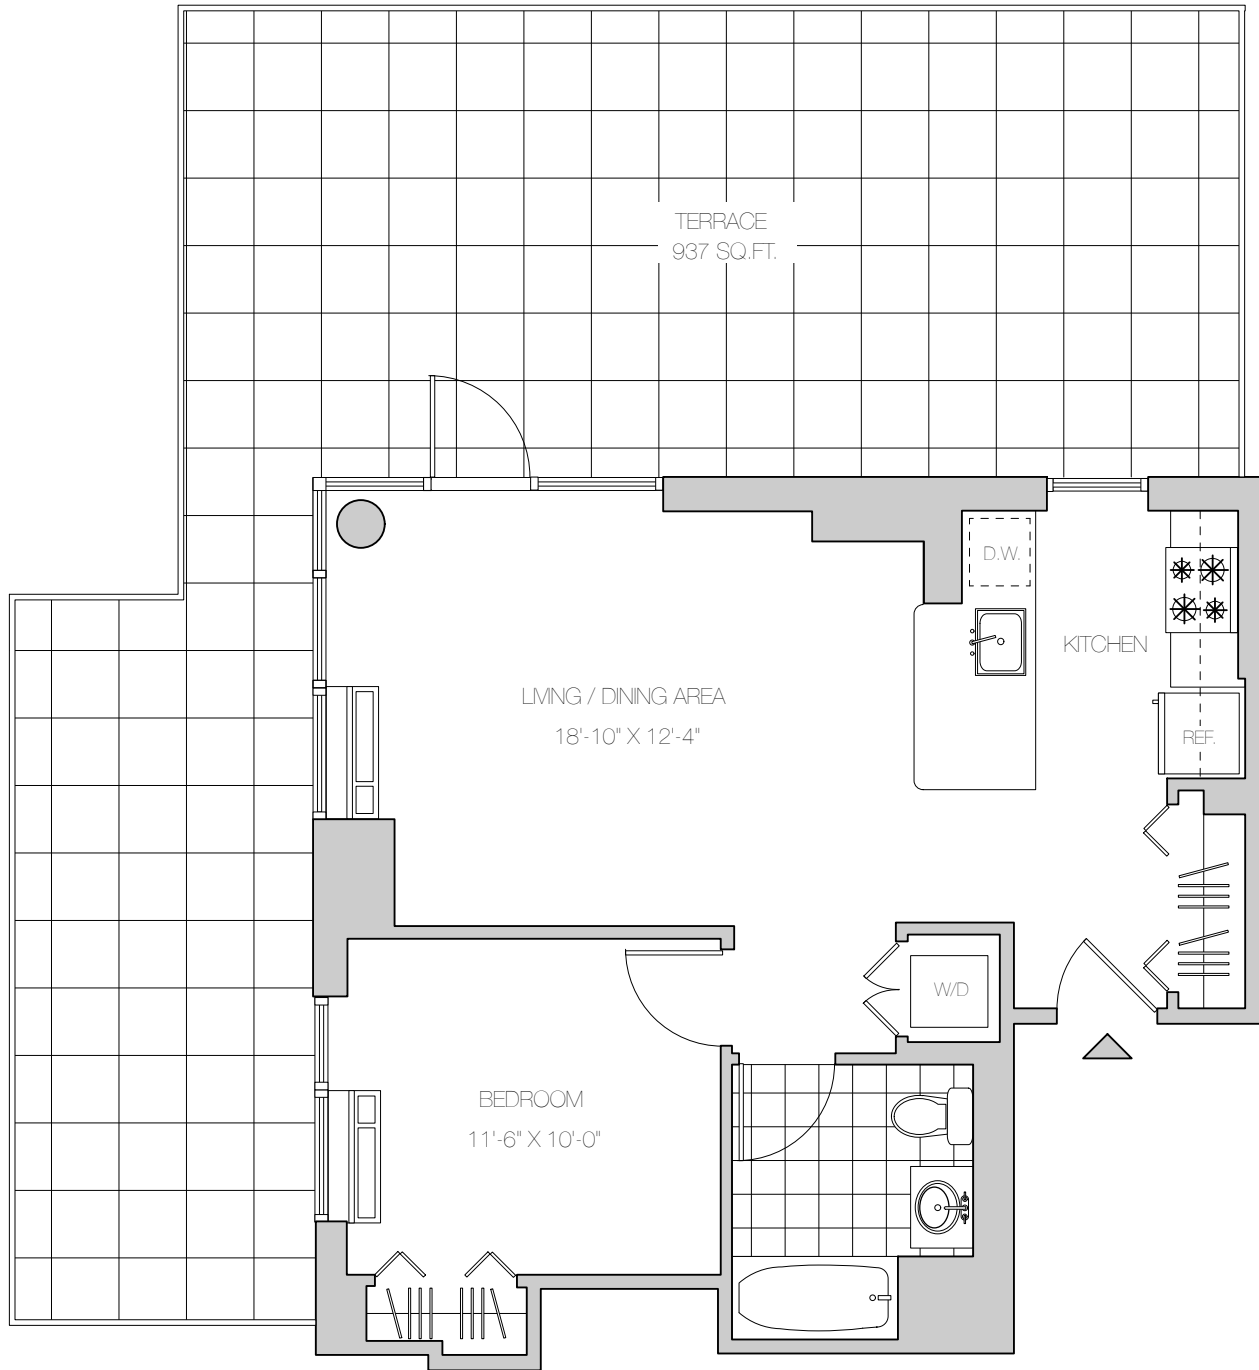 TERRACE
937 SQ.FT.
D.W.
KITCHEN
LIVING / DINING AREA
18'-10" X 12'-4"
REF.
W/D
BEDROOM
11'-6" X 10'-0"